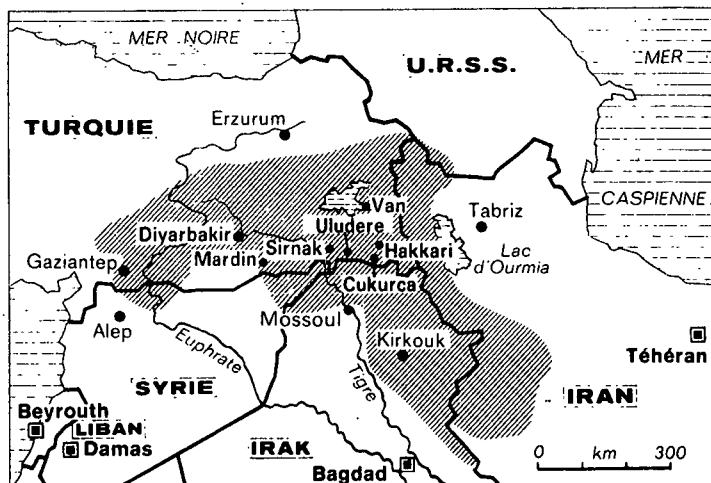 MER NOIRE
U.R.S.S.
MER
CASPIENNE
TURQUIE
Erzurum
Van
Tabriz
Uludere
Diyarbakir
Sirnak
Hakkari
Lac
d'Ourmia
Gaziantep
Mardin
Cukurca
Alep
Mossoul
Kirkouk
Euphrate
Tigre
Téhéran
SYRIE
IRAN
Beyrouth
LIBAN
Damas
IRAK
Bagdad
0 km 300